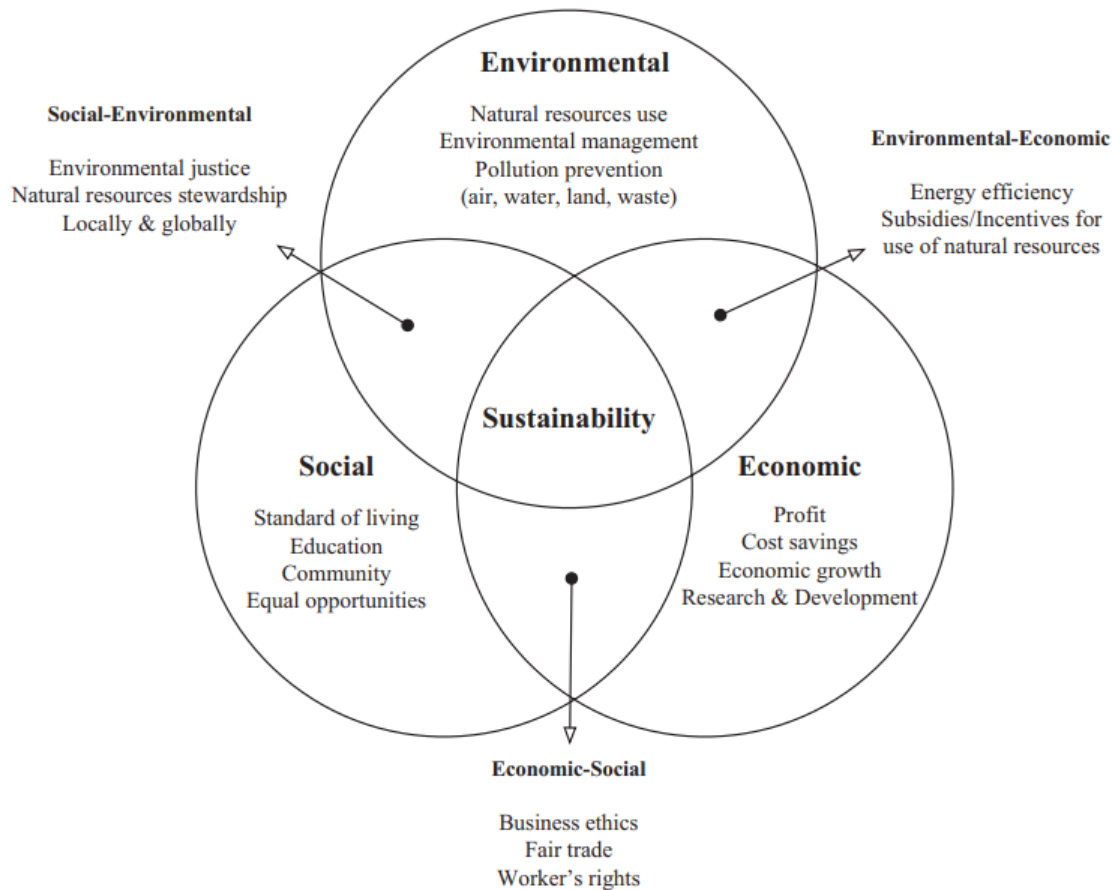 Environmental
Natural resources use
Environmental management
Pollution prevention
(air, water, land, waste)
Social-Environmental
Environmental justice
Natural resources stewardship
Locally & globally
Environmental-Economic
Energy efficiency
Subsidies/Incentives for
use of natural resources
Sustainability
Social
Standard of living
Education
Community
Equal opportunities
Economic
Profit
Cost savings
Economic growth
Research & Development
Economic-Social
Business ethics
Fair trade
Worker’s rights